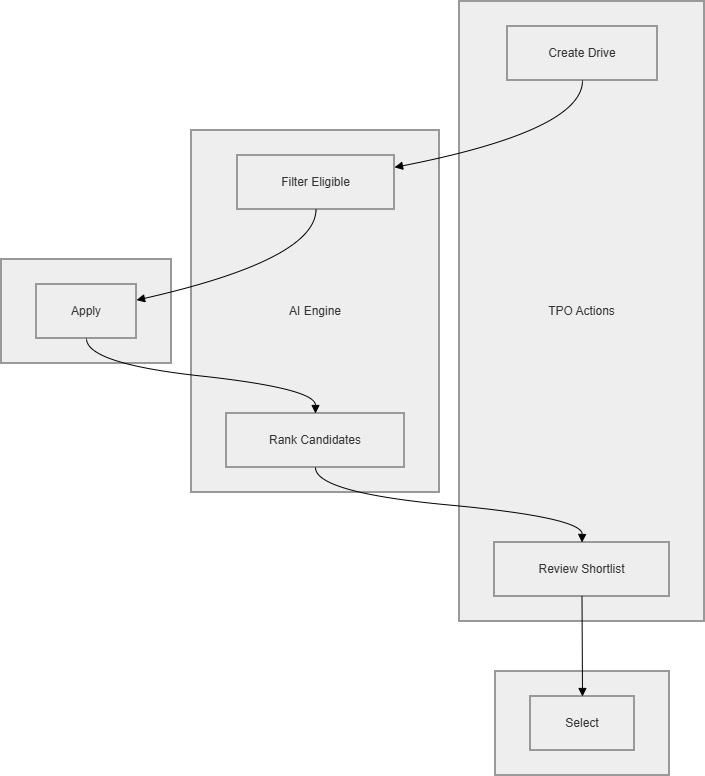 Create Drive
Filter Eligible
Apply
AI Engine
TPO Actions
Rank Candidates
Review Shortlist
Select